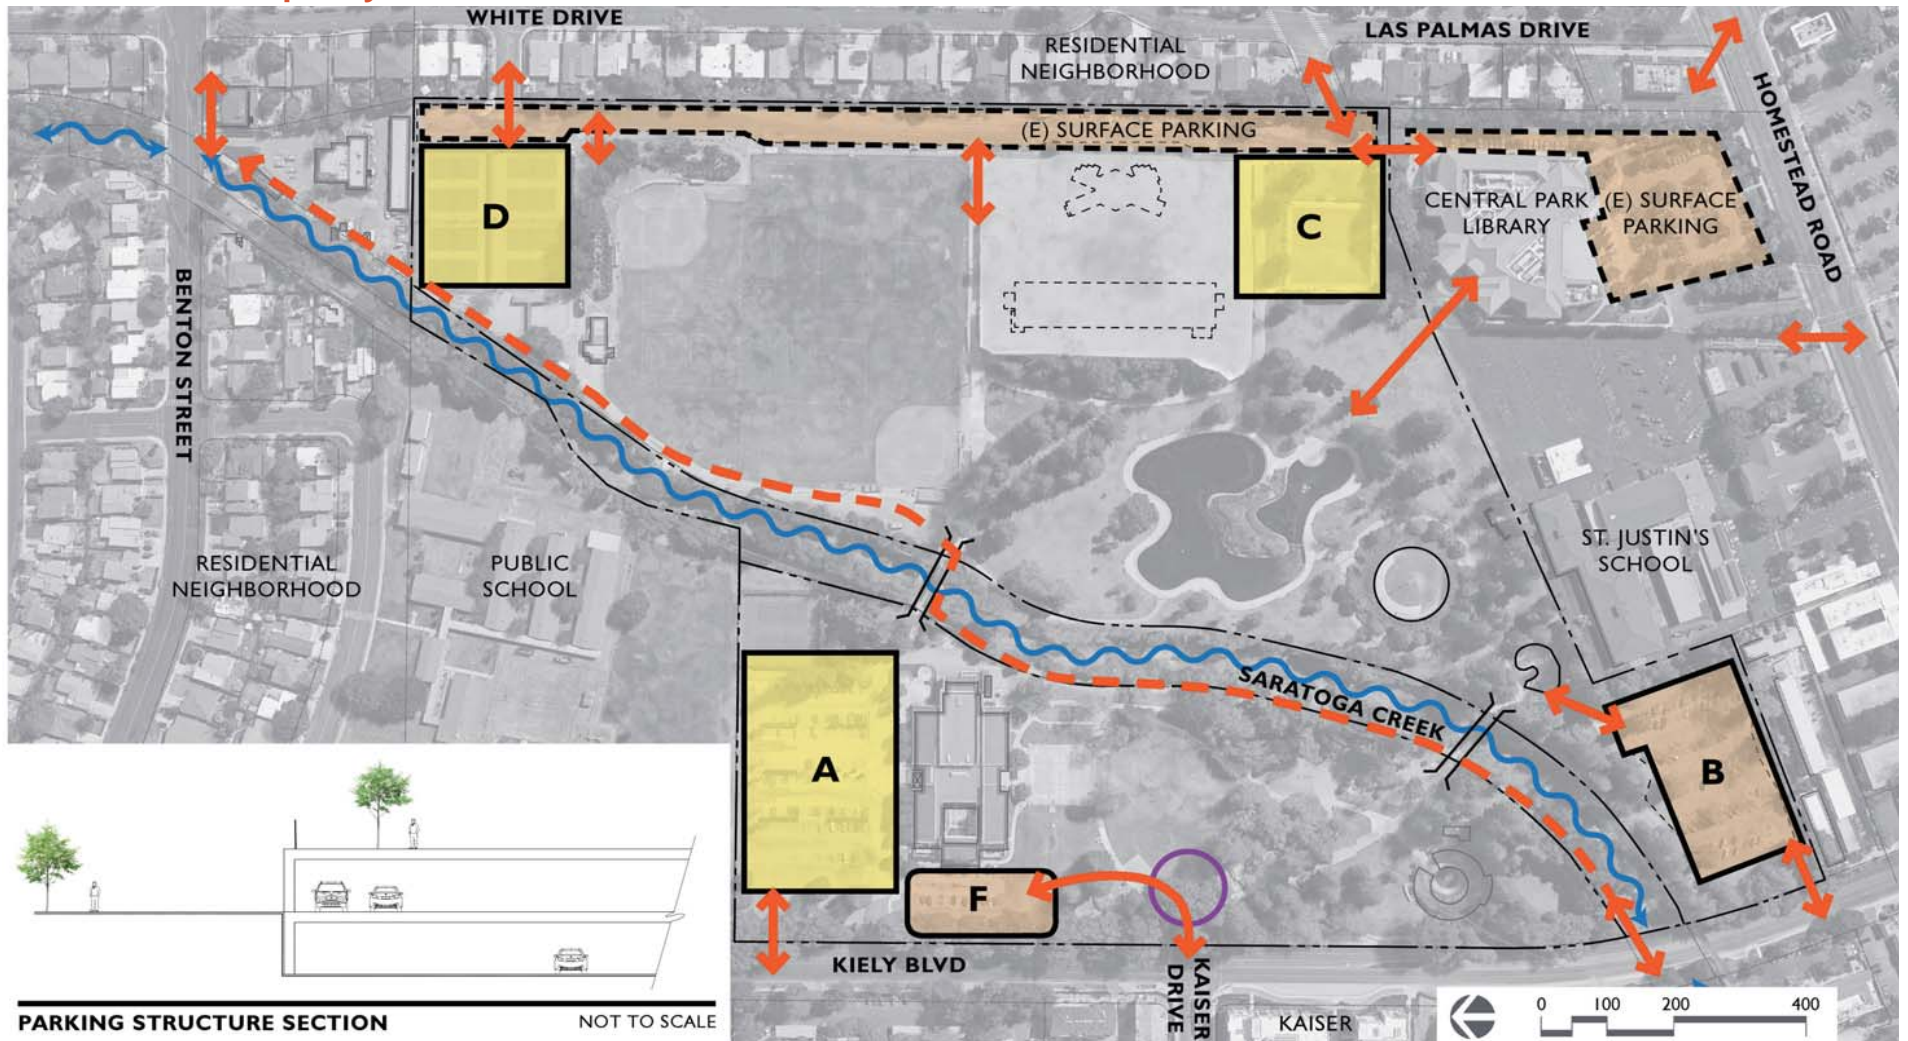 WHITE DRIVE
LAS PALMAS DRIVE
RESIDENTIAL
NEIGHBORHOOD
HOMESTEAD ROAD
(E) SURFACE PARKING
D
C
CENTRAL PARK
LIBRARY
(E) SURFACE
PARKING
BENTON STREET
RESIDENTIAL
NEIGHBORHOOD
PUBLIC
SCHOOL
ST. JUSTIN'S
SCHOOL
SARATOGA CREEK
A
B
F
KIELY BLVD
KAISER
DRIVE
KAISER
PARKING STRUCTURE SECTION
NOT TO SCALE
0 100 200 400